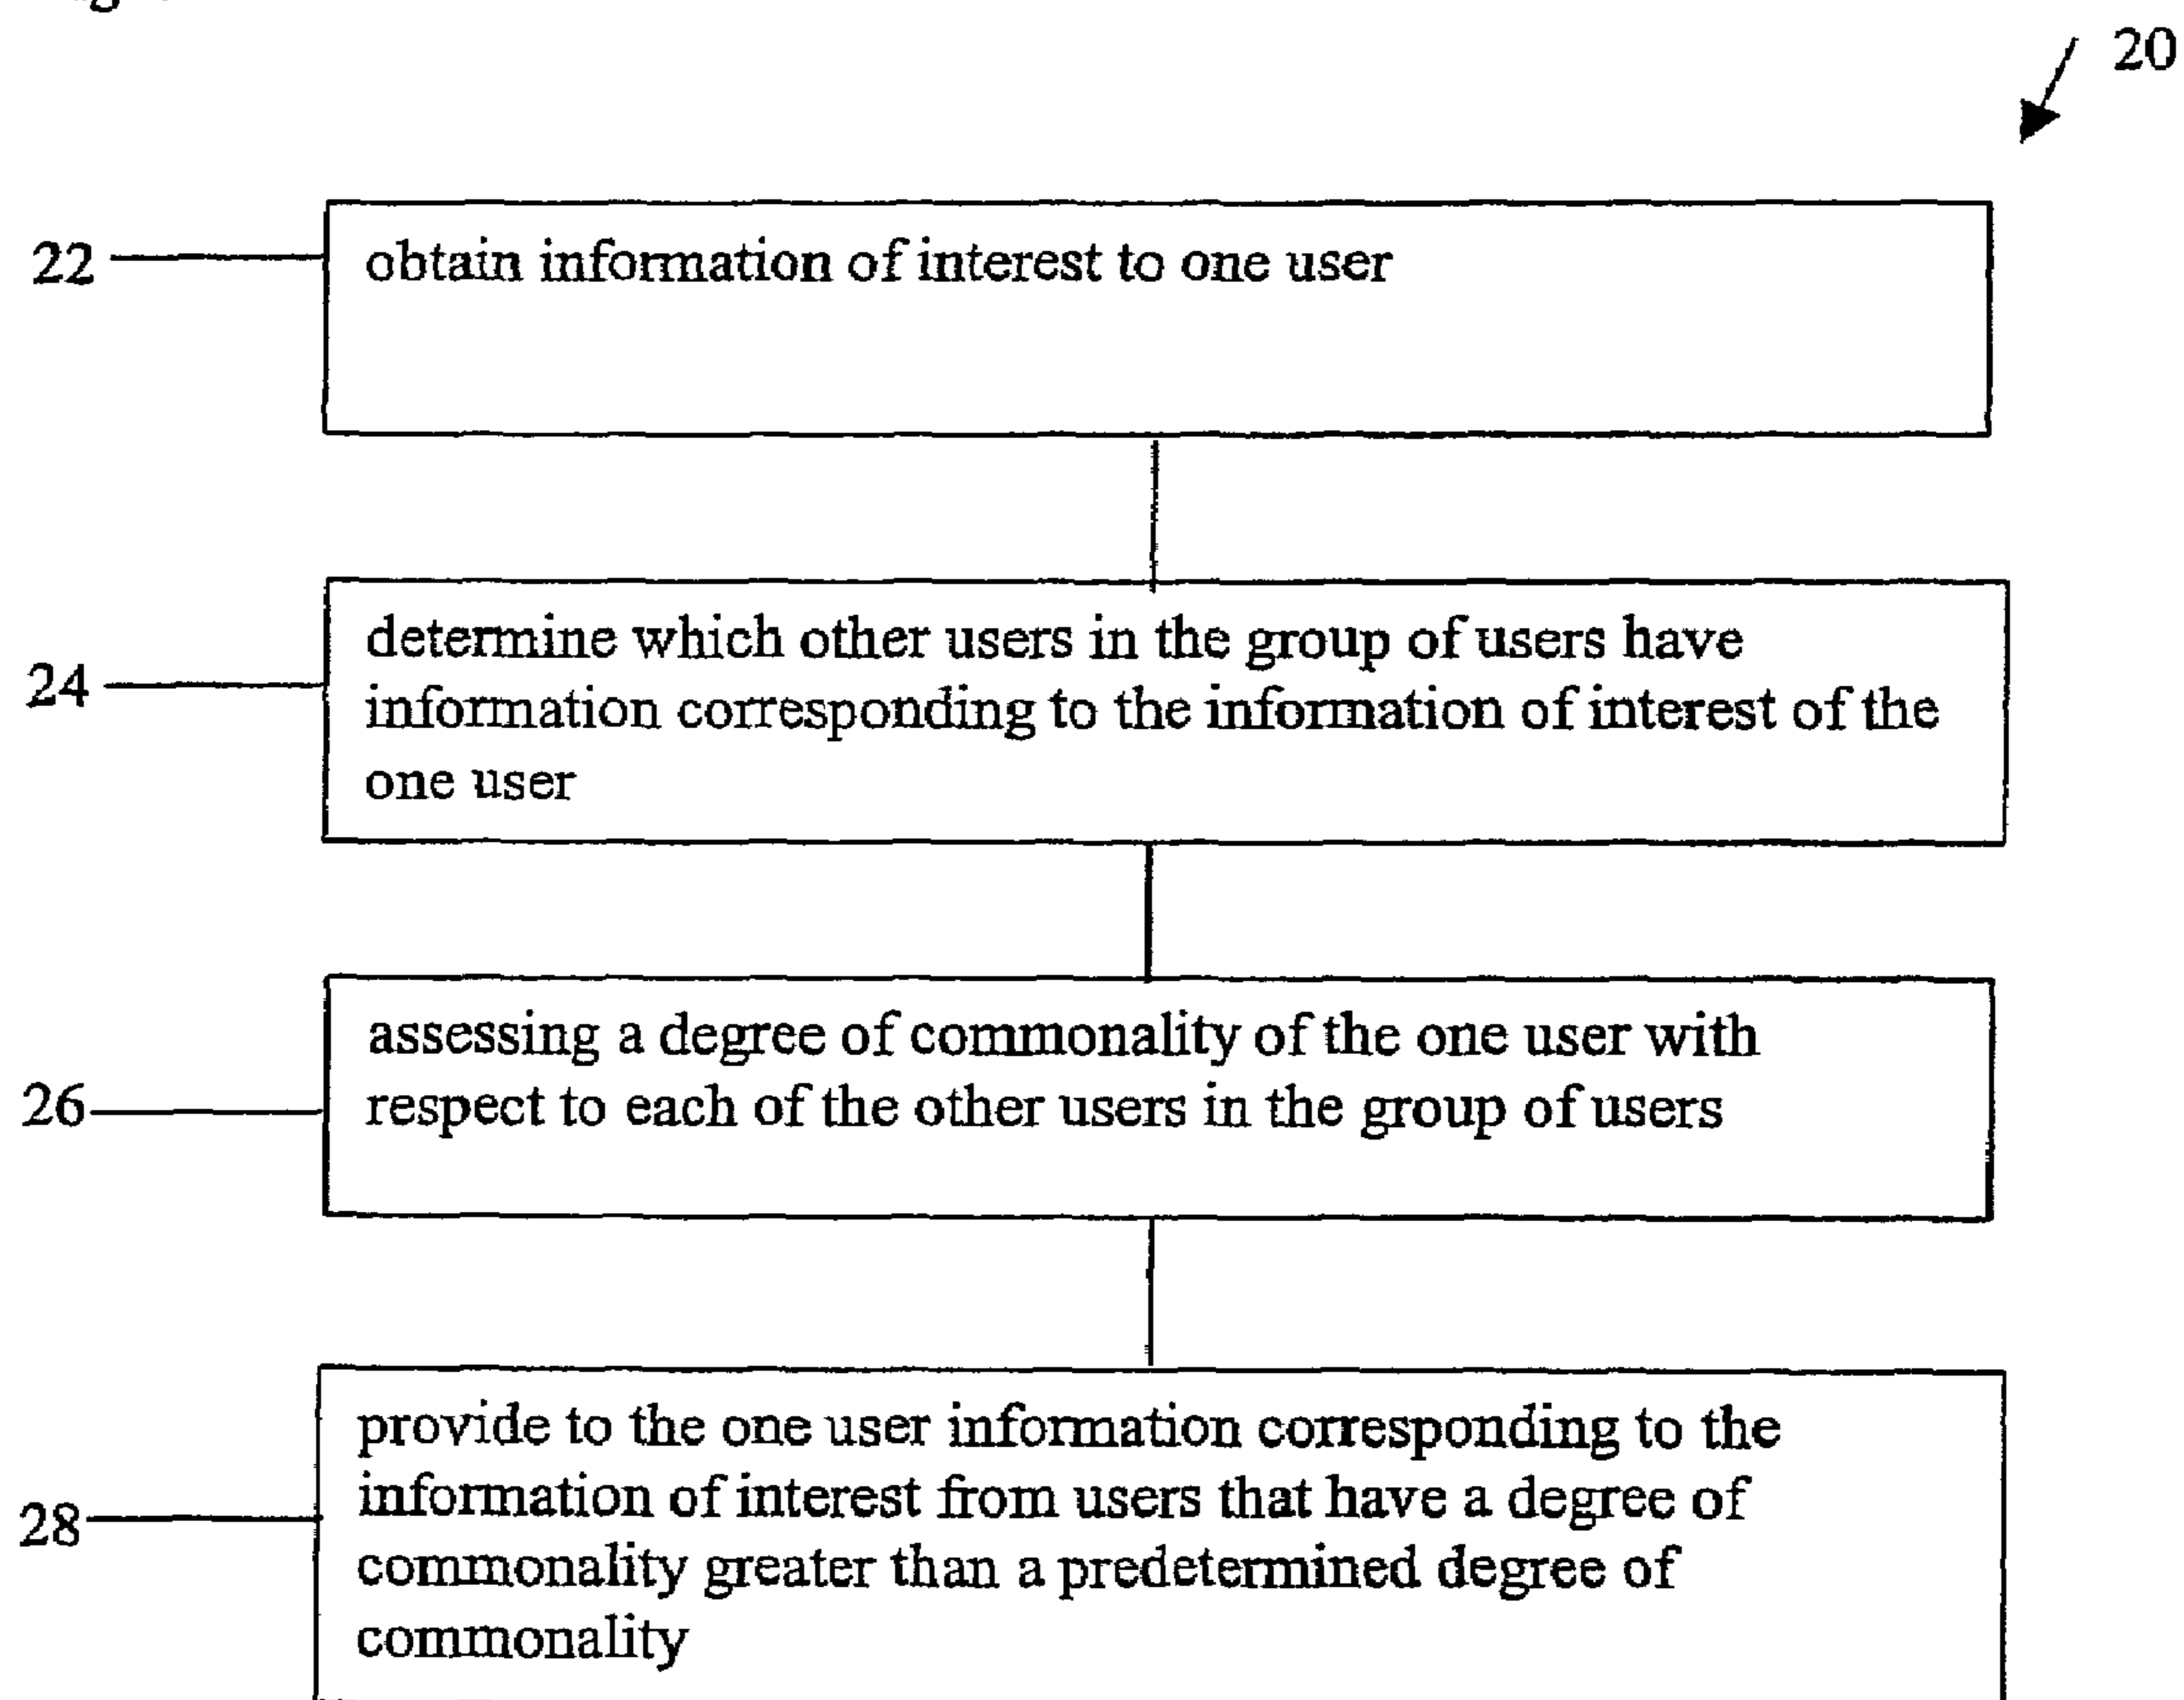 20
22
obtain information of interest to one user
24
determine which other users in the group of users have
information corresponding to the information of interest of the
one user
26
assessing a degree of commonality of the one user with
respect to each of the other users in the group of users
28
provide to the one user information corresponding to the
information of interest from users that have a degree of
commonality greater than a predetermined degree of
commonality